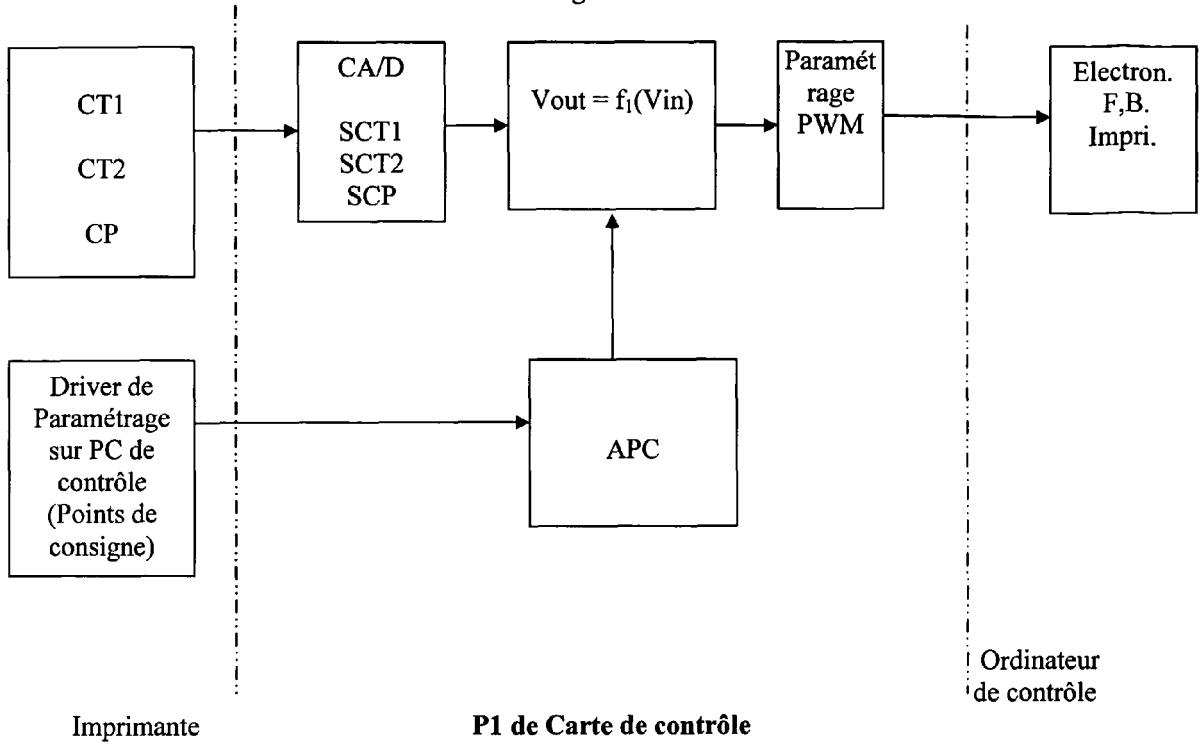 CT1
CT2
CP
CA/D
SCT1
SCT2
SCP
Vout = f₁(Vin)
Paramét
rage
PWM
Electron.
F,B.
Impri.
Driver de
Paramétrage
sur PC de
contrôle
(Points de
consigne)
APC
Ordinateur
de contrôle
Imprimante
P1 de Carte de contrôle